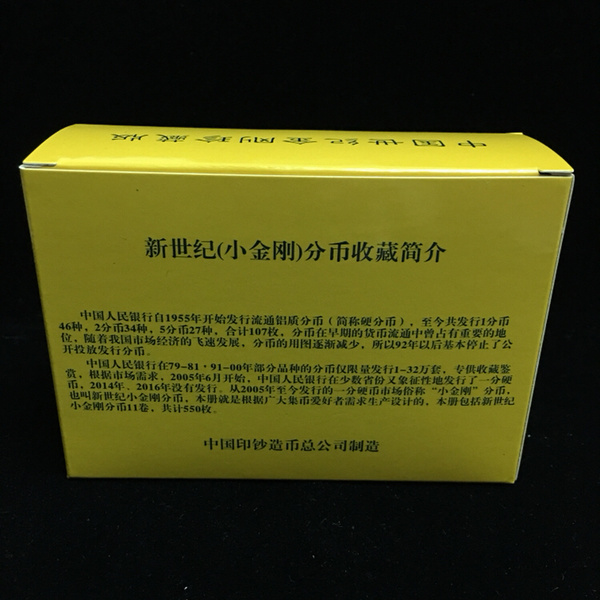 中国世纪金刚珍藏版
新世纪(小金刚)分币收藏简介
中国人民银行自1955年开始发行流通铝质分币（简称硬分币），至今共发行1分币
46种，2分币34种，5分币27种，合计107枚，分币在早期的货币流通中曾占有重要的地
位，随着我国市场经济的飞速发展，分币的用图逐渐减少，所以92年以后基本停止了公
开投放发行分币。
中国人民银行在79-81·91-00年部分品种的分币仅限量发行1-32万套，专供收藏鉴
赏，根据市场需求，2005年6月开始，中国人民银行在少数省份又象征性地发行了一分硬
币，2014年、2016年没有发行。从2005年至今发行的一分硬币市场俗称“小金刚”分币，
也叫新世纪小金刚分币，本册就是根据广大集币爱好者需求生产设计的，本册包括新世纪
小金刚分币11卷，共计550枚。
中国印钞造币总公司制造